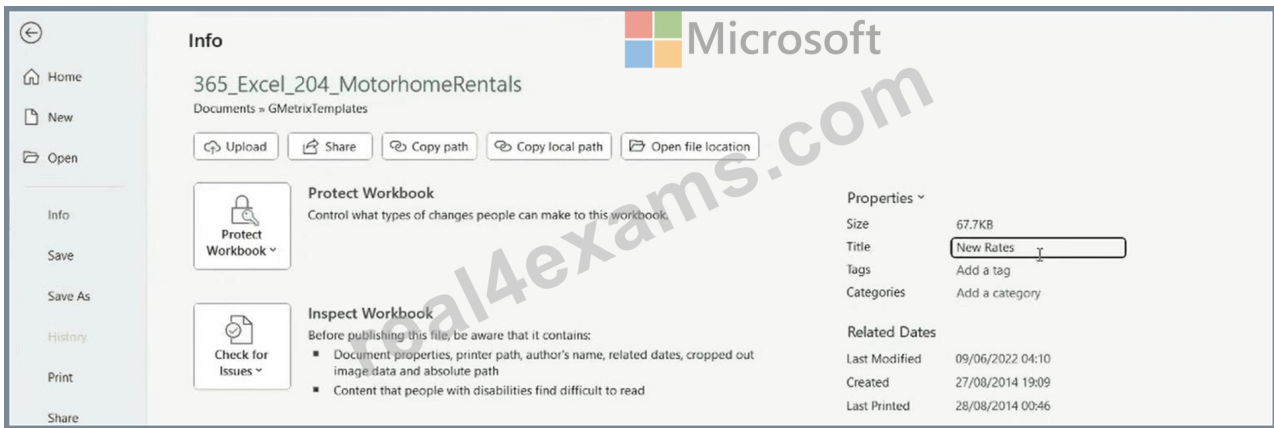 Microsoft
Info
Home
New
Open
Info
Save
Save As
History
Print
Share
365_Excel_204_MotorhomeRentals
Documents » GMetrixTemplates
Upload
Share
Copy path
Copy local path
Open file location
Protect Workbook
Protect Workbook
Control what types of changes people can make to this workbook.
Check for Issues
Inspect Workbook
Before publishing this file, be aware that it contains:
Document properties, printer path, author's name, related dates, cropped out
image data and absolute path
Content that people with disabilities find difficult to read
Properties
Size 67.7KB
Title New Rates
Tags Add a tag
Categories Add a category
Related Dates
Last Modified 09/06/2022 04:10
Created 27/08/2014 19:09
Last Printed 28/08/2014 00:46
real4exams.com